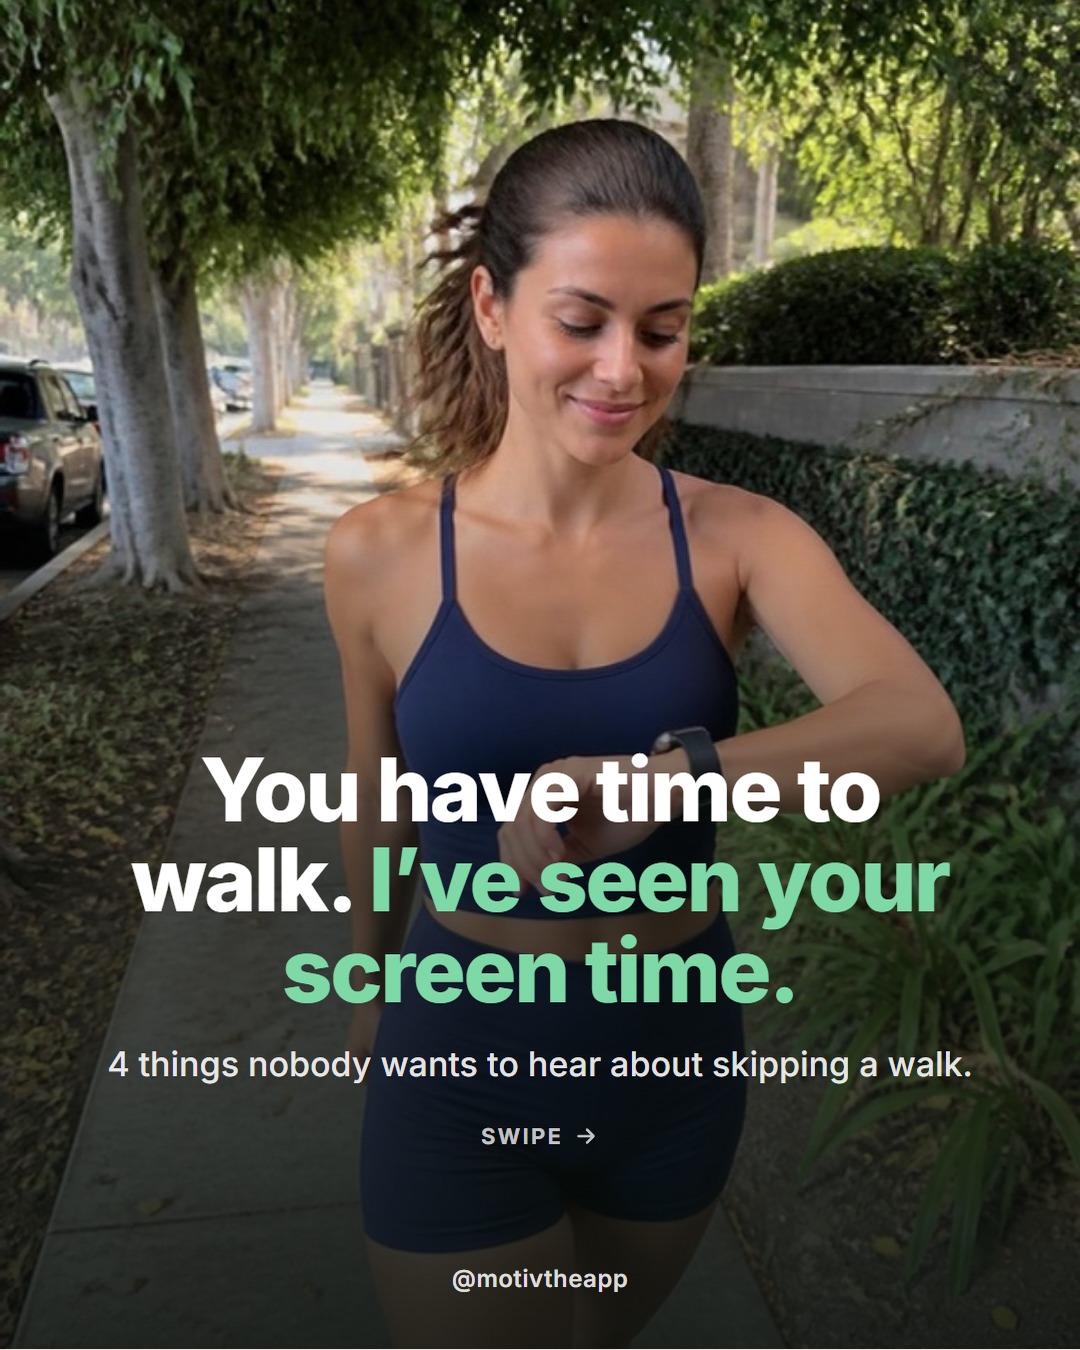 You have time to
walk. I’ve seen your
screen time.
4 things nobody wants to hear about skipping a walk.
SWIPE →
@motivtheapp